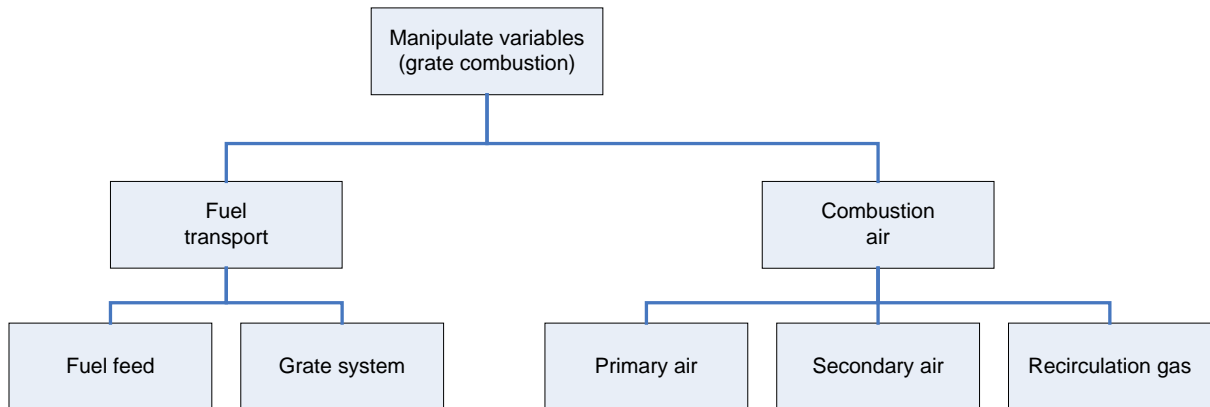 Manipulate variables
(grate combustion)
Fuel
transport
Combustion
air
Fuel feed
Grate system
Primary air
Secondary air
Recirculation gas